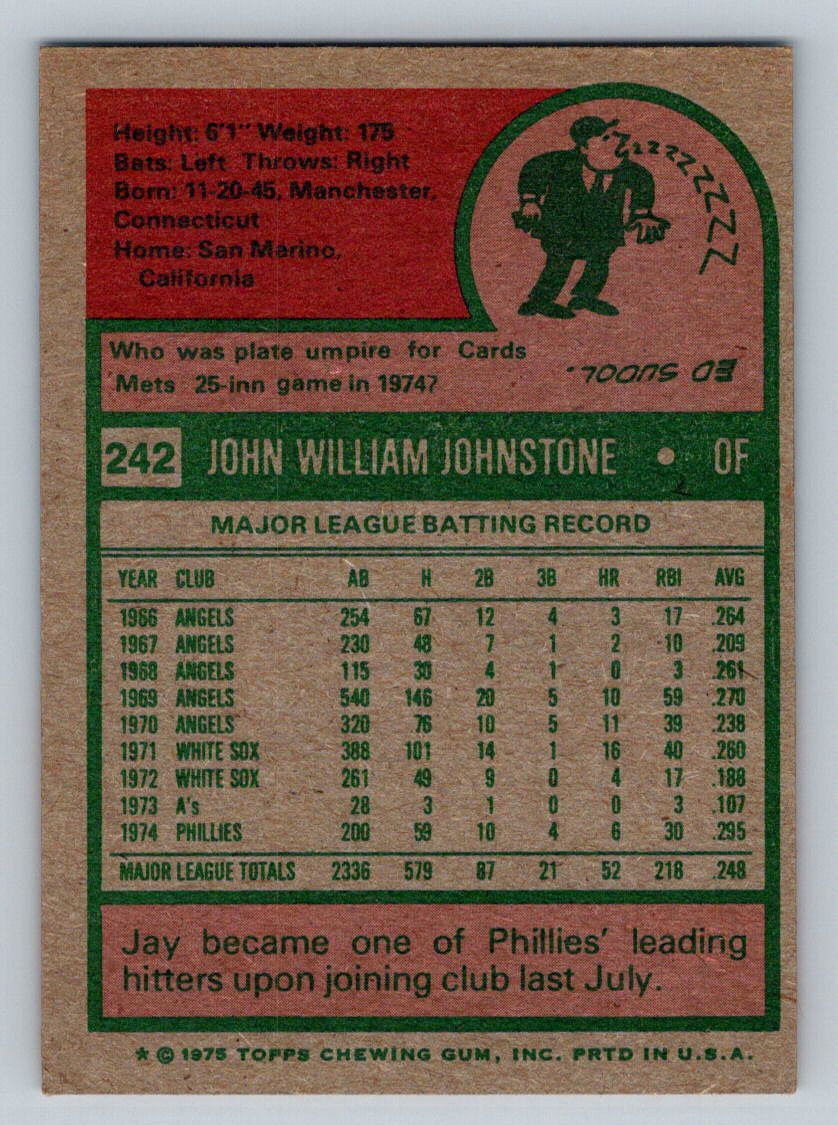 Height: 6'1" Weight: 175
Bats: Left Throws: Right
Born: 11-20-45, Manchester,
Connecticut
Home: San Marino,
California
ZZZZZZZZZ
Who was plate umpire for Cards
Mets 25-inn game in 1974?
ED SUDOL.
242 JOHN WILLIAM JOHNSTONE • OF
MAJOR LEAGUE BATTING RECORD
YEAR CLUB AB H 2B 3B HR RBI AVG
1966 ANGELS 254 67 12 4 3 17 .264
1967 ANGELS 230 48 7 1 2 10 .209
1968 ANGELS 115 30 4 1 0 3 .261
1969 ANGELS 540 146 20 5 10 59 .270
1970 ANGELS 320 76 10 5 11 39 .238
1971 WHITE SOX 388 101 14 1 16 40 .260
1972 WHITE SOX 261 49 9 0 4 17 .188
1973 A's 28 3 1 0 0 3 .107
1974 PHILLIES 200 59 10 4 6 30 .295
MAJOR LEAGUE TOTALS 2336 579 87 21 52 218 .248
Jay became one of Phillies' leading
hitters upon joining club last July.
★ © 1975 TOPPS CHEWING GUM, INC. PRTD IN U.S.A.